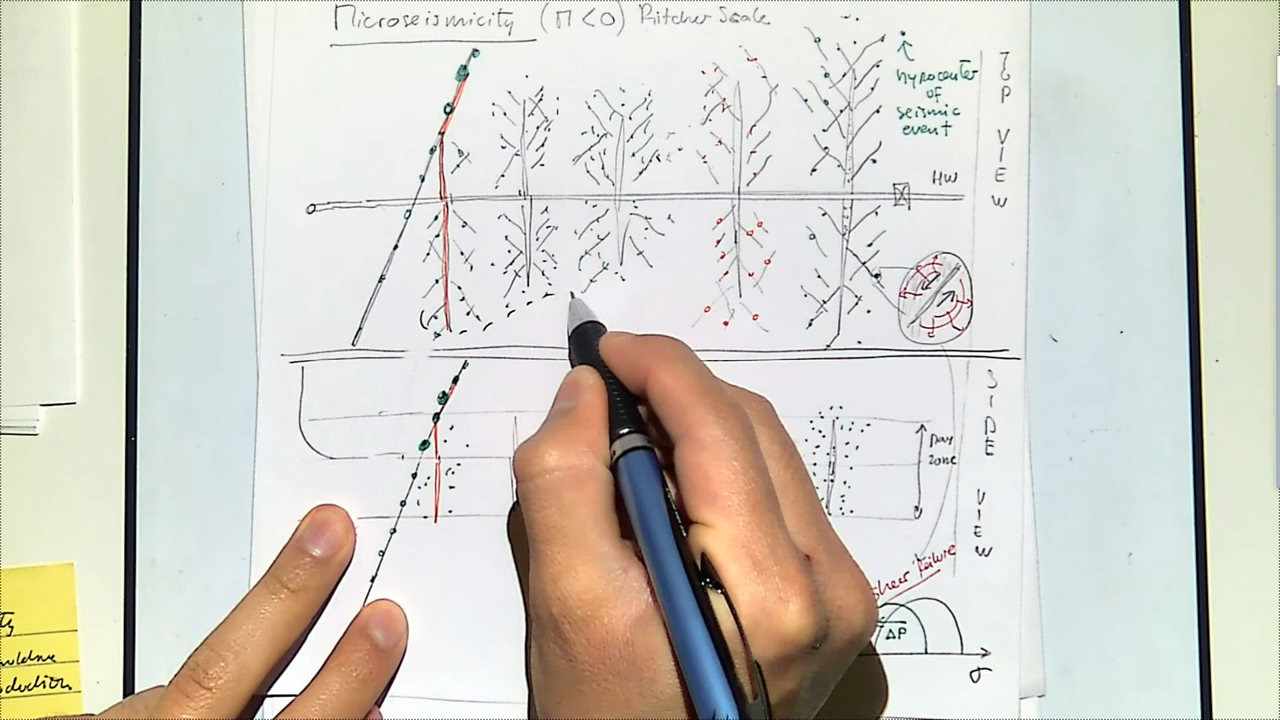 Microseismicity (M<0) Ritcher Scale
TOP VIEW
hypocenter
of
seismic
event
HW
SIDE VIEW
Pay
zone
shear failure
ΔP
σ